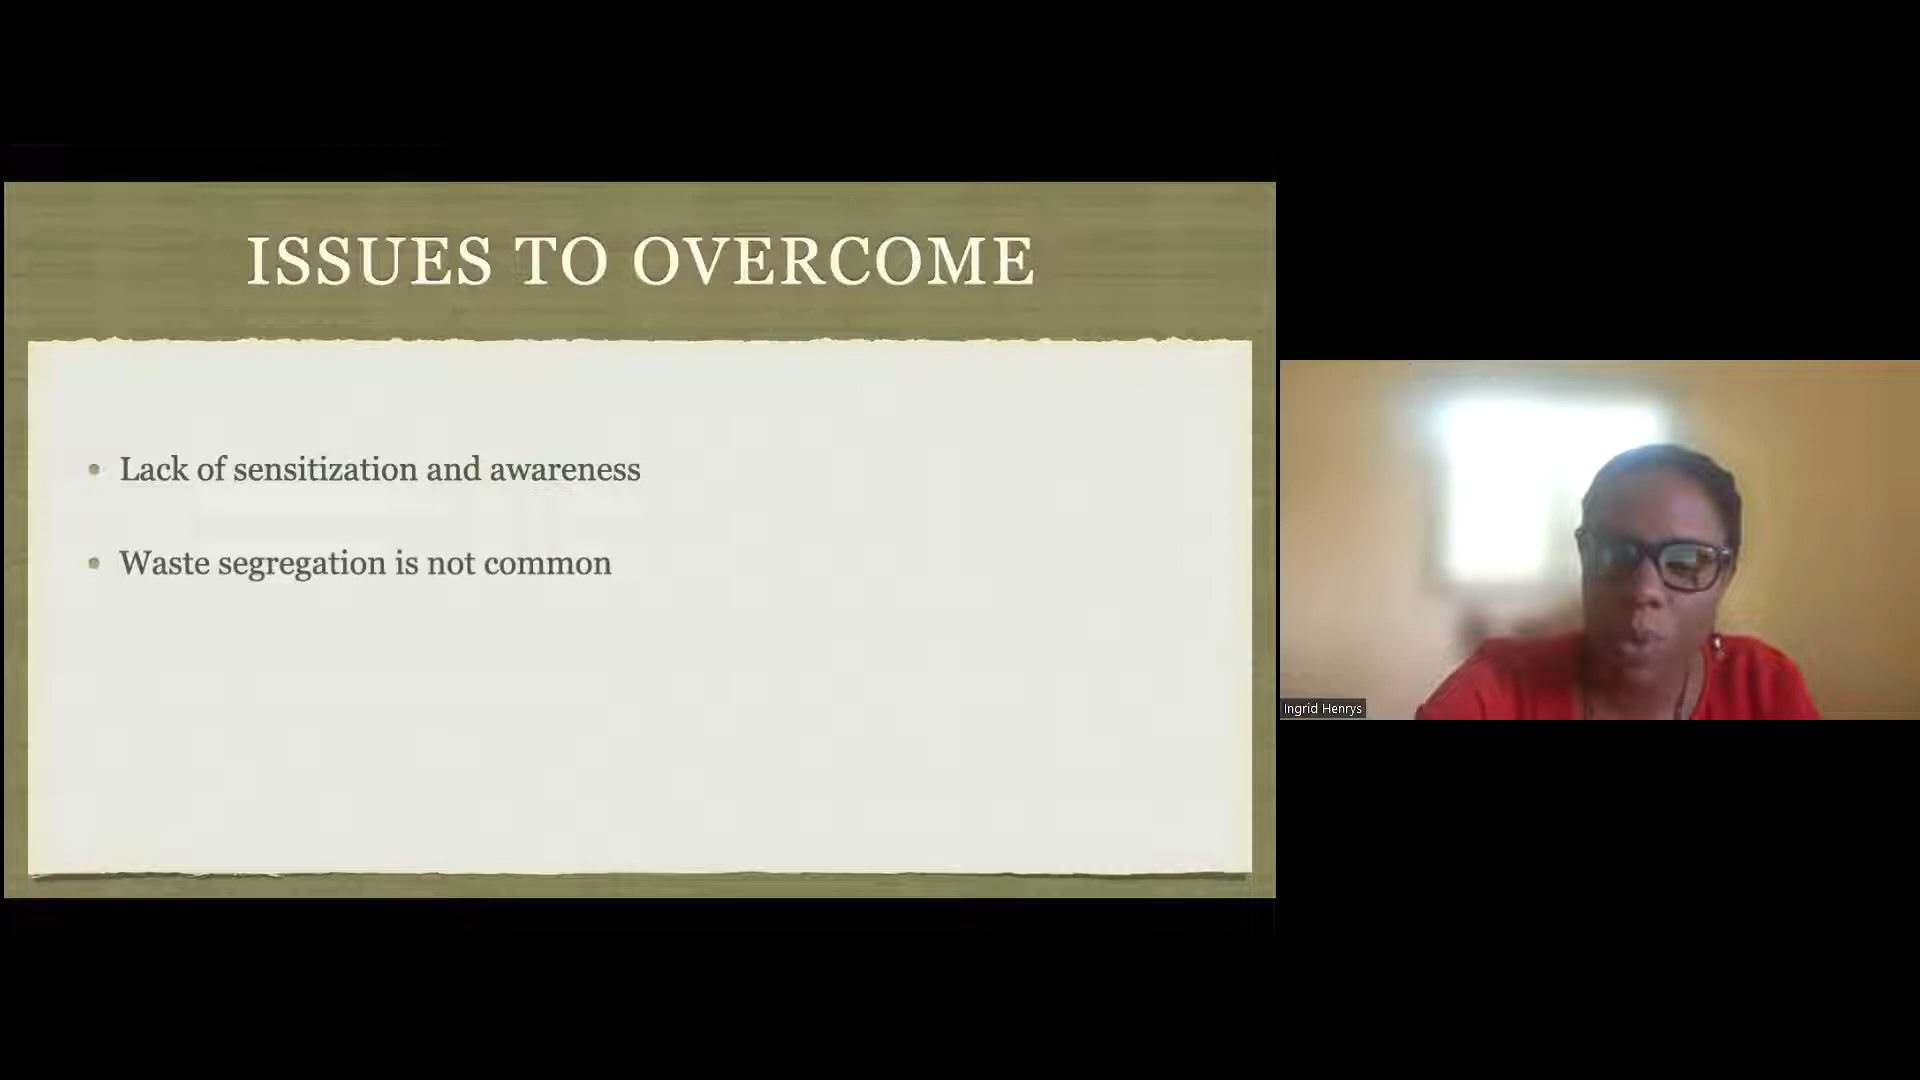 ISSUES TO OVERCOME
• Lack of sensitization and awareness
• Waste segregation is not common
Ingrid Henrys